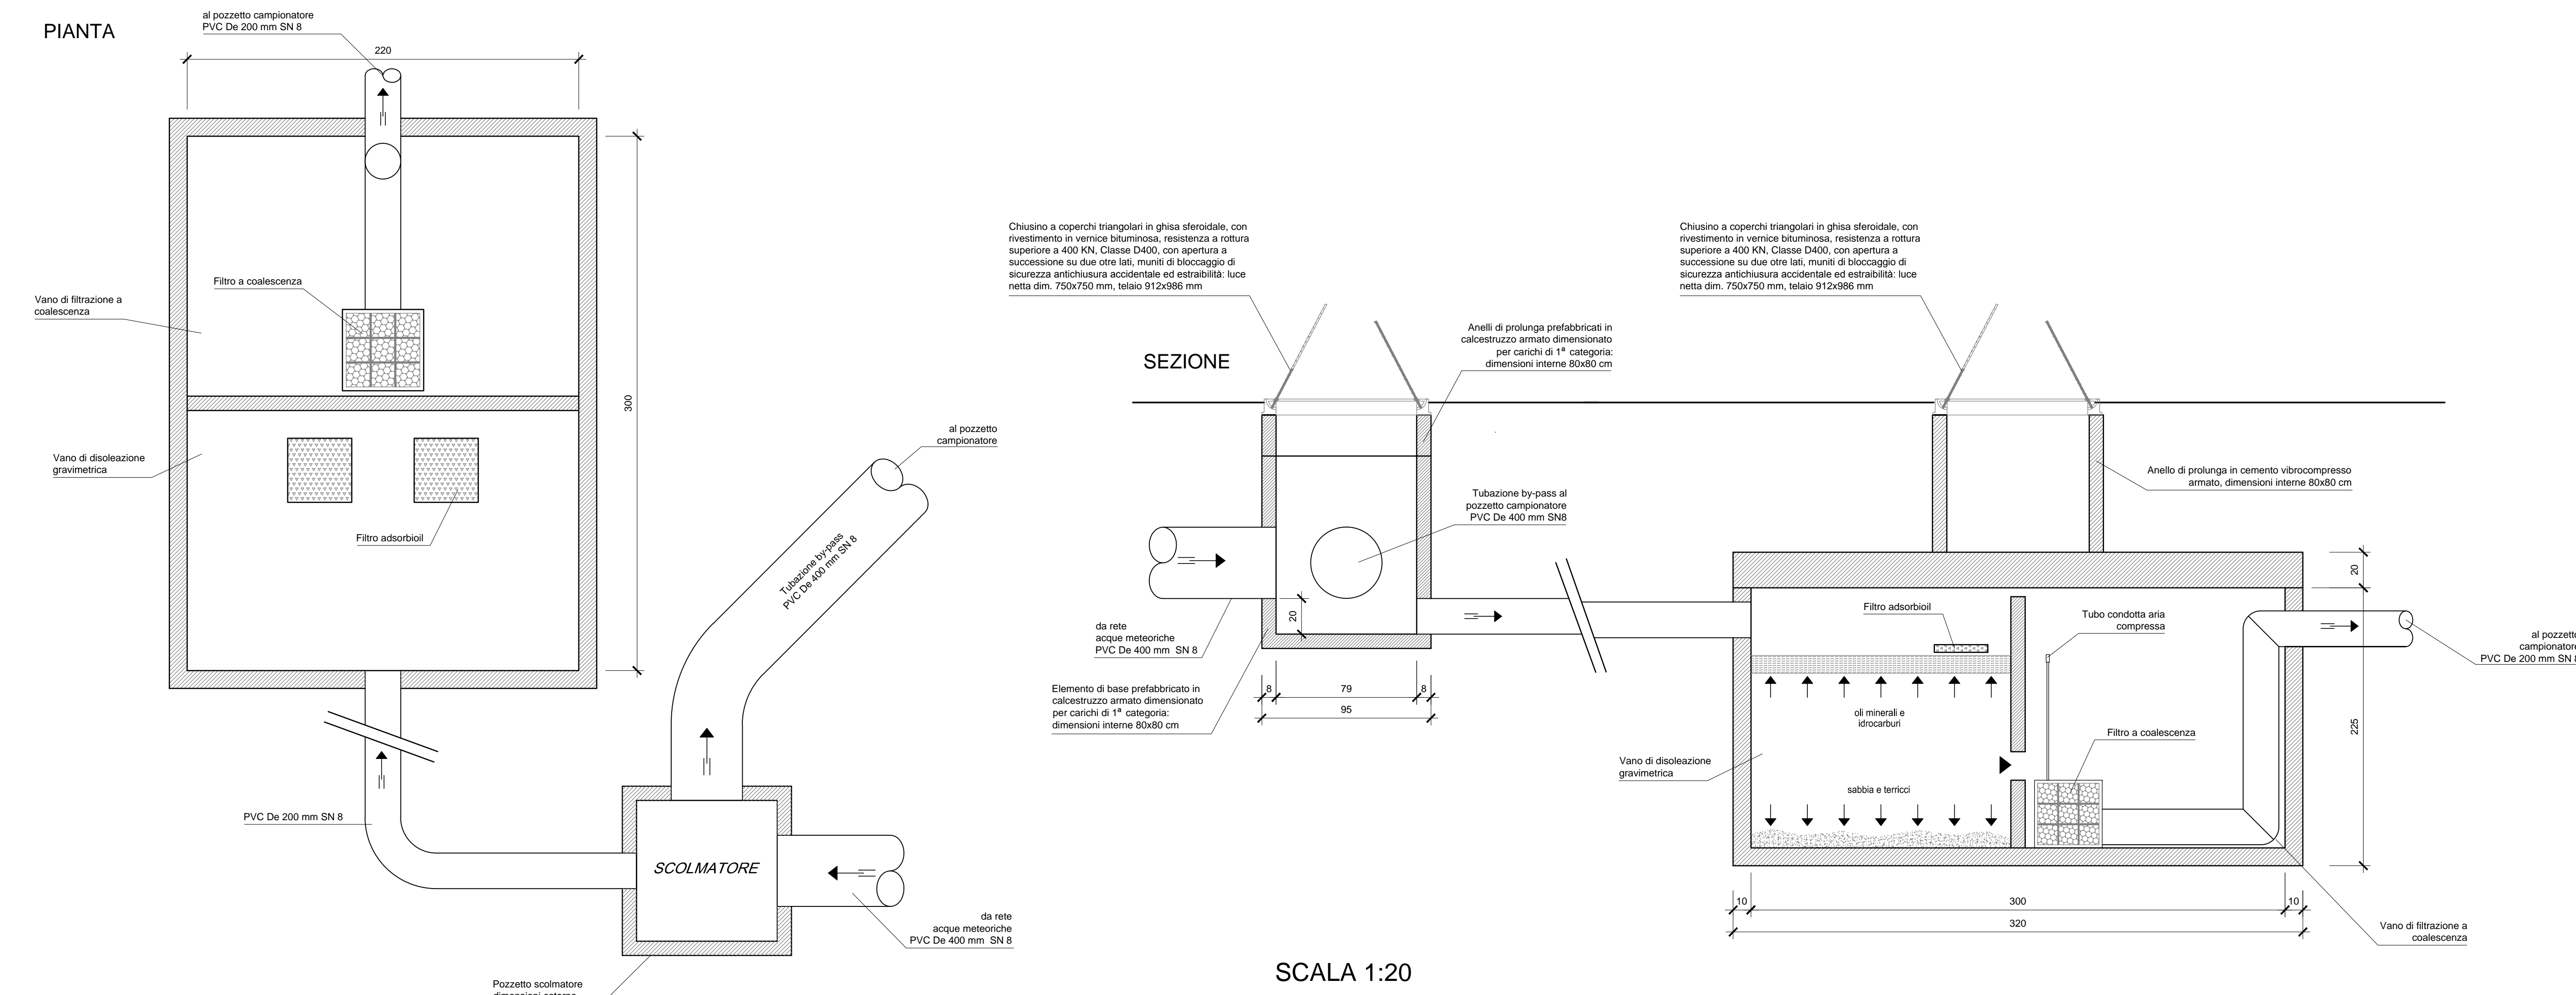 PIANTA
al pozzetto campionatore
PVC De 200 mm SN 8
220
Filtro a coalescenza
Vano di filtrazione a
coalescenza
300
Vano di disoleazione
gravimetrica
Filtro adsorbioil
al pozzetto
campionatore
Tubazione by-pass
PVC De 400 mm SN 8
PVC De 200 mm SN 8
SCOLMATORE
da rete
acque meteoriche
PVC De 400 mm SN 8
Pozzetto scolmatore
Chiusino a coperchi triangolari in ghisa sferoidale, con
rivestimento in vernice bituminosa, resistenza a rottura
superiore a 400 KN, Classe D400, con apertura a
successione su due otre lati, muniti di bloccaggio di
sicurezza antichiusura accidentale ed estraibilità: luce
netta dim. 750x750 mm, telaio 912x986 mm
SEZIONE
Anelli di prolunga prefabbricati in
calcestruzzo armato dimensionato
per carichi di 1ª categoria:
dimensioni interne 80x80 cm
Tubazione by-pass al
pozzetto campionatore
PVC De 400 mm SN8
20
da rete
acque meteoriche
PVC De 400 mm SN 8
Elemento di base prefabbricato in
calcestruzzo armato dimensionato
per carichi di 1ª categoria:
dimensioni interne 80x80 cm
8
79
8
95
Chiusino a coperchi triangolari in ghisa sferoidale, con
rivestimento in vernice bituminosa, resistenza a rottura
superiore a 400 KN, Classe D400, con apertura a
successione su due otre lati, muniti di bloccaggio di
sicurezza antichiusura accidentale ed estraibilità: luce
netta dim. 750x750 mm, telaio 912x986 mm
Anello di prolunga in cemento vibrocompresso
armato, dimensioni interne 80x80 cm
20
Filtro adsorbioil
Tubo condotta aria
compressa
al pozzetto
campionatore
PVC De 200 mm SN 8
oli minerali e
idrocarburi
225
Filtro a coalescenza
Vano di disoleazione
gravimetrica
sabbia e terricci
10
300
10
320
Vano di filtrazione a
coalescenza
SCALA 1:20